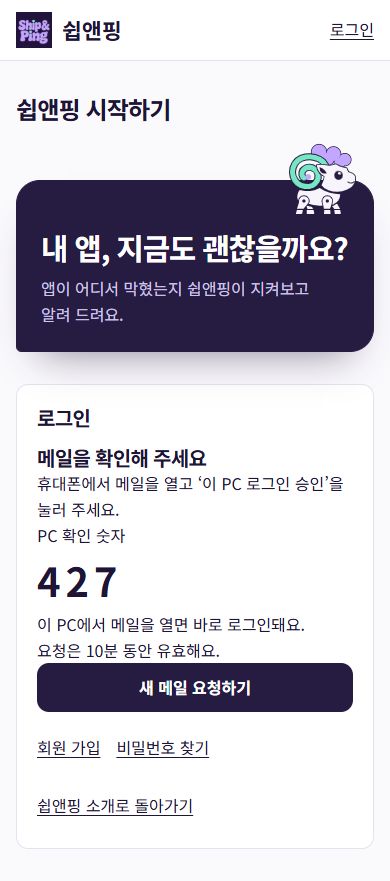 Ship&
Ping
쉽앤핑
로그인
쉽앤핑 시작하기
내 앱, 지금도 괜찮을까요?
앱이 어디서 막혔는지 쉽앤핑이 지켜보고
알려 드려요.
로그인
메일을 확인해 주세요
휴대폰에서 메일을 열고 ‘이 PC 로그인 승인’을
눌러 주세요.
PC 확인 숫자
427
이 PC에서 메일을 열면 바로 로그인돼요.
요청은 10분 동안 유효해요.
새 메일 요청하기
회원 가입 비밀번호 찾기
쉽앤핑 소개로 돌아가기